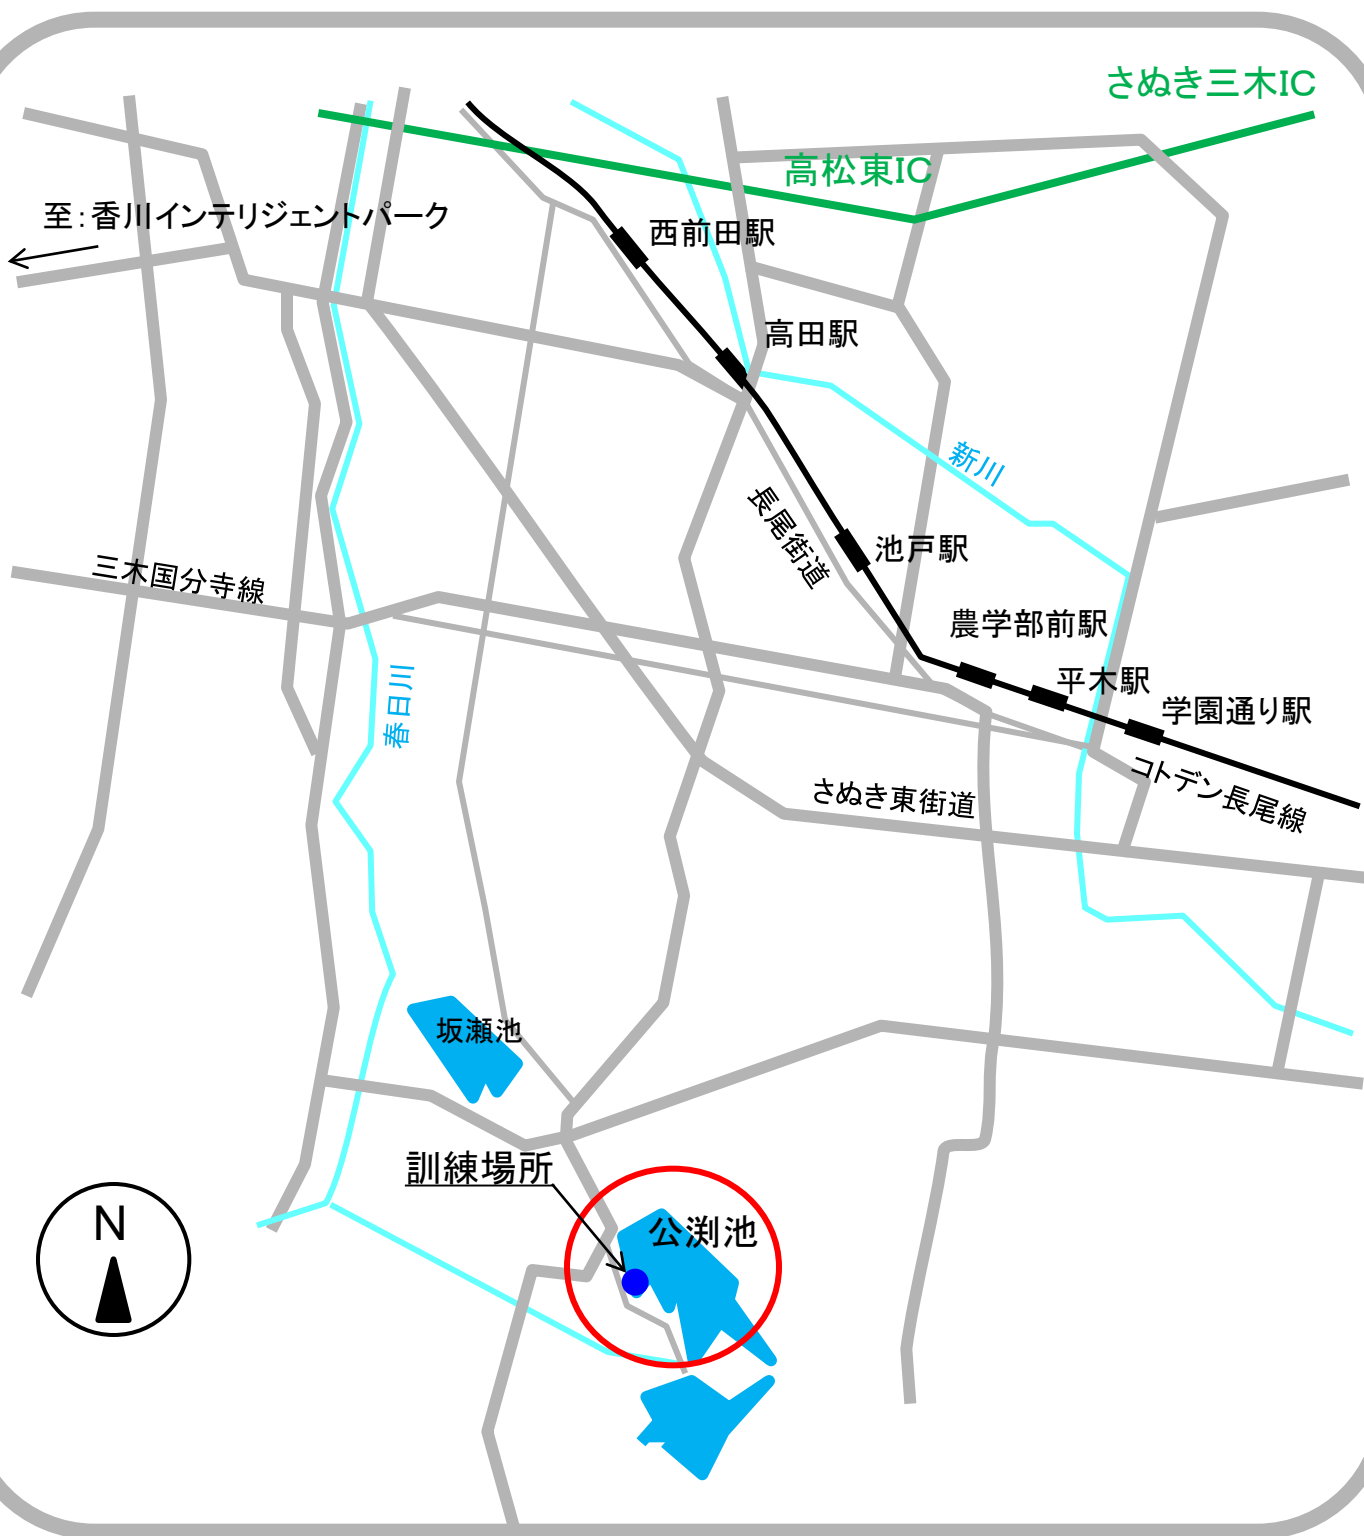 さぬき三木IC
高松東IC
至：香川インテリジェントパーク
西前田駅
高田駅
新川
長尾街道
池戸駅
三木国分寺線
農学部前駅
平木駅
学園通り駅
春日川
コトデン長尾線
さぬき東街道
坂瀬池
訓練場所
公渕池
N